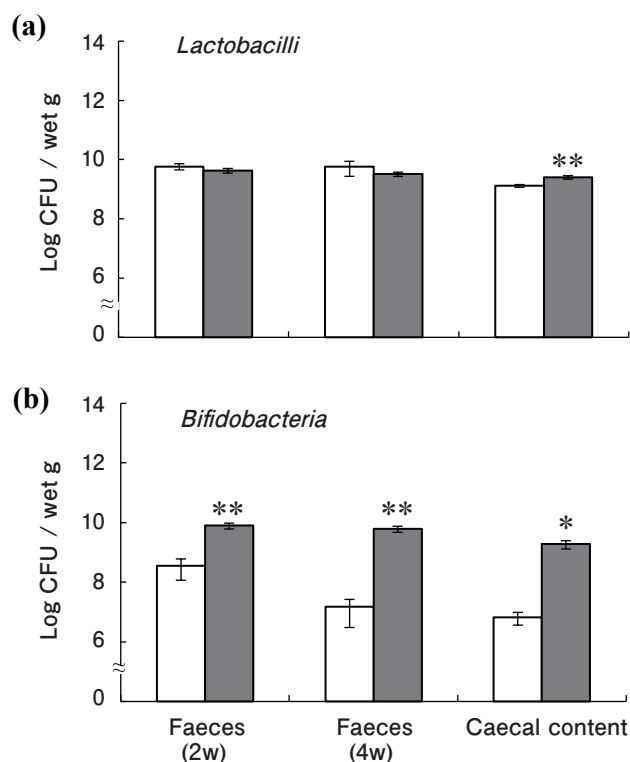 (a)
Lactobacilli
Log CFU / wet g
14
12
10
8
6
≈
0
**
(b)
Bifidobacteria
Log CFU / wet g
14
12
10
8
6
≈
0
**
**
*
Faeces
(2w)
Faeces
(4w)
Caecal content